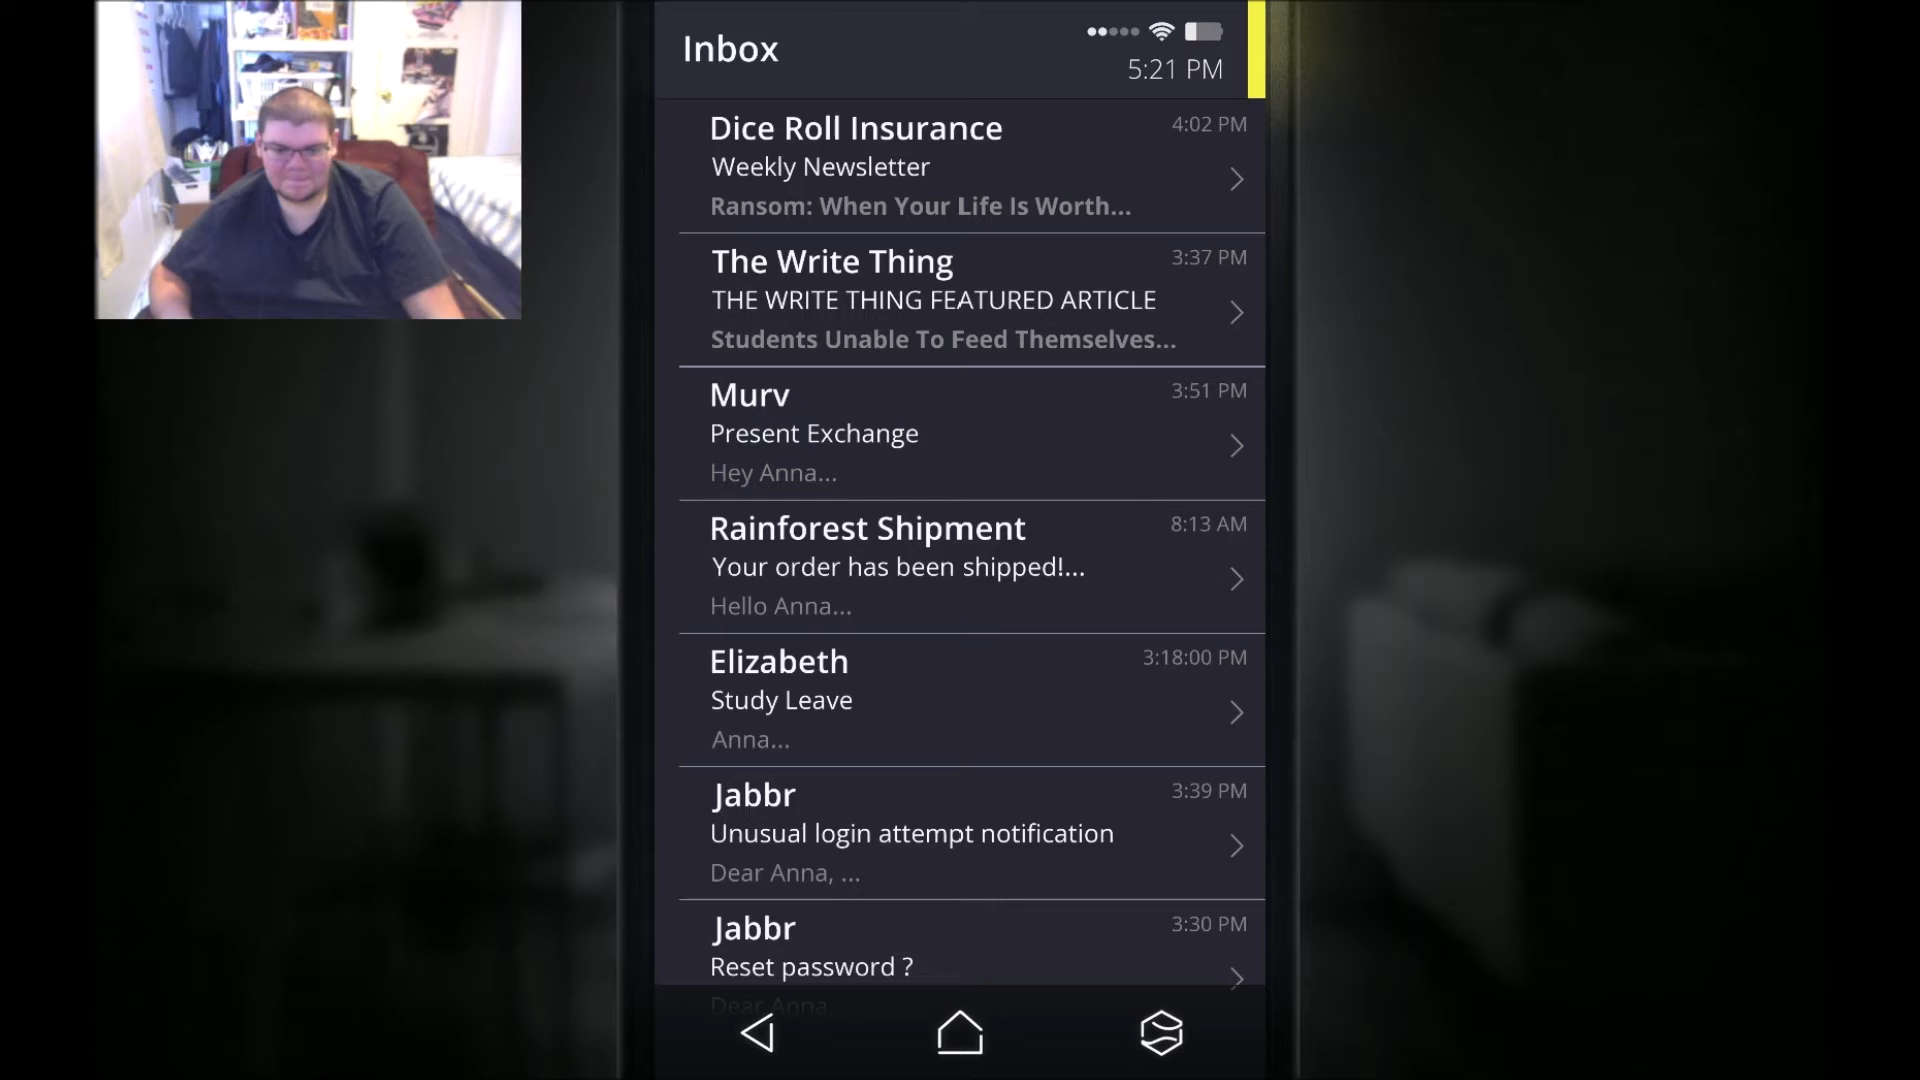 Inbox
5:21 PM
Dice Roll Insurance
4:02 PM
Weekly Newsletter
Ransom: When Your Life Is Worth...
The Write Thing
3:37 PM
THE WRITE THING FEATURED ARTICLE
Students Unable To Feed Themselves...
Murv
3:51 PM
Present Exchange
Hey Anna...
Rainforest Shipment
8:13 AM
Your order has been shipped!...
Hello Anna...
Elizabeth
3:18:00 PM
Study Leave
Anna...
Jabbr
3:39 PM
Unusual login attempt notification
Dear Anna, ...
Jabbr
3:30 PM
Reset password ?
Dear Anna,